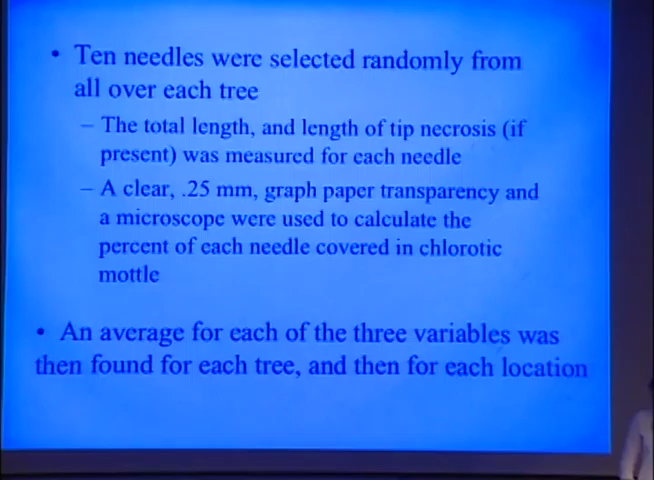 • Ten needles were selected randomly from
all over each tree
– The total length, and length of tip necrosis (if
present) was measured for each needle
– A clear, .25 mm, graph paper transparency and
a microscope were used to calculate the
percent of each needle covered in chlorotic
mottle
• An average for each of the three variables was
then found for each tree, and then for each location